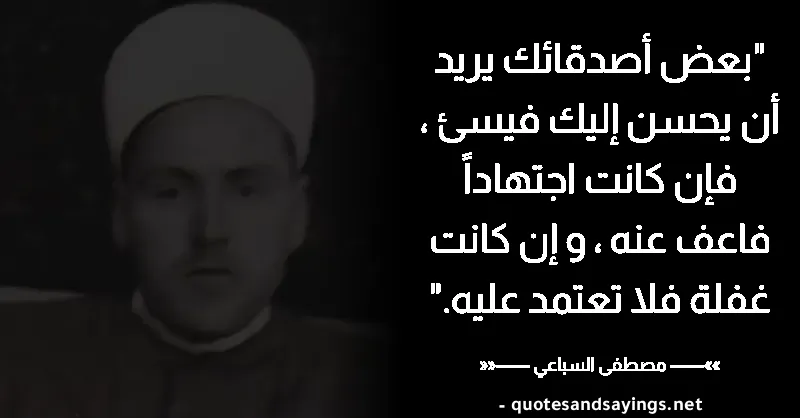 "بعض أصدقائك يريد
أن يحسن إليك فيسئ ،
فإن كانت اجتهاداً
فاعف عنه ، و إن كانت
غفلة فلا تعتمد عليه."
»»—— مصطفى السباعي ——««
- quotesandsayings.net